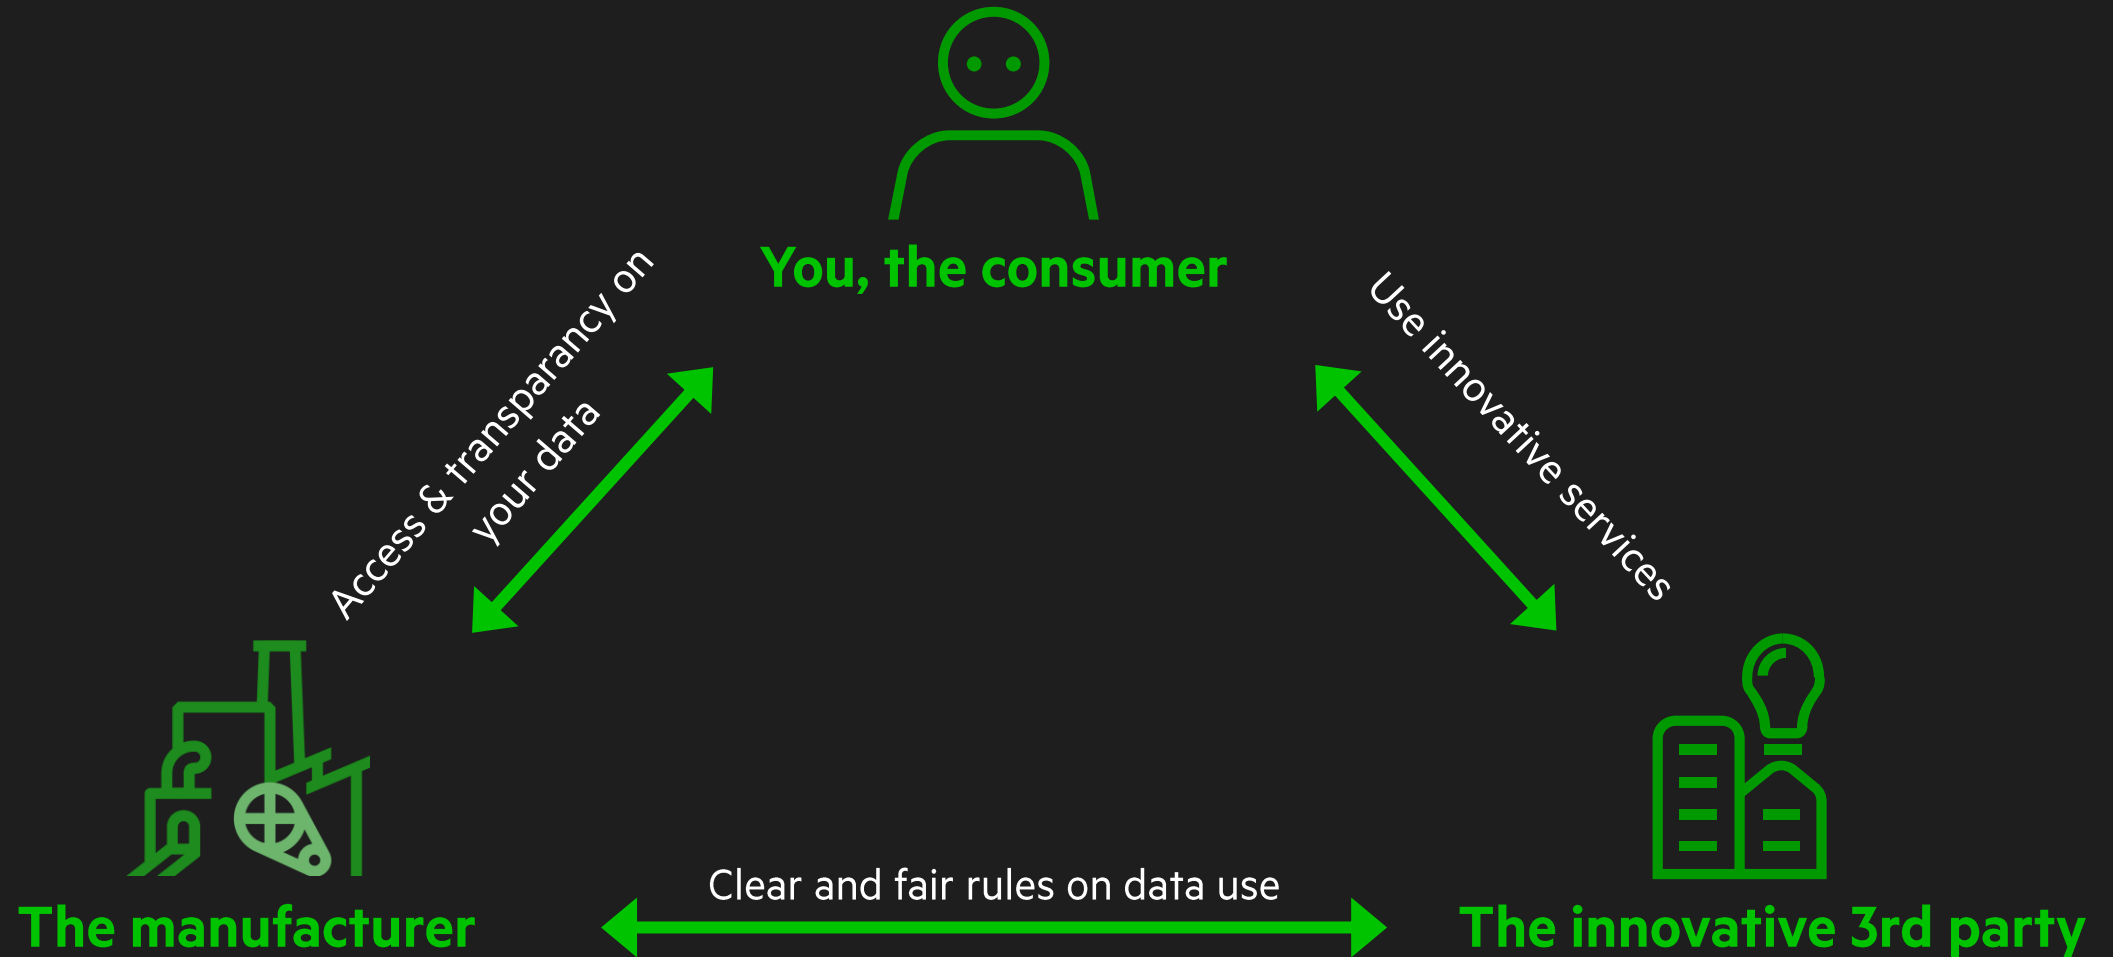 You, the consumer
Access & transparancy on
your data
Use innovative services
Clear and fair rules on data use
The manufacturer
The innovative 3rd party